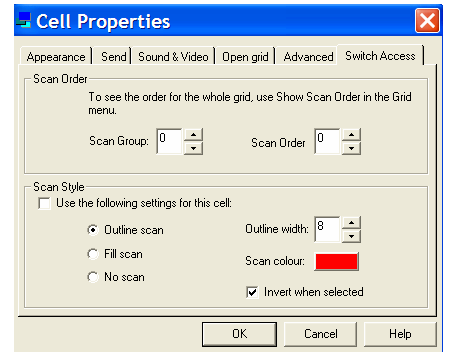 Cell Properties
Appearance Send Sound & Video Open grid Advanced Switch Access
Scan Order
To see the order for the whole grid, use Show Scan Order in the Grid
menu.
Scan Group: 0 Scan Order 0
Scan Style
Use the following settings for this cell:
Outline scan Outline width: 8
Fill scan
Scan colour:
No scan
Invert when selected
OK Cancel Help